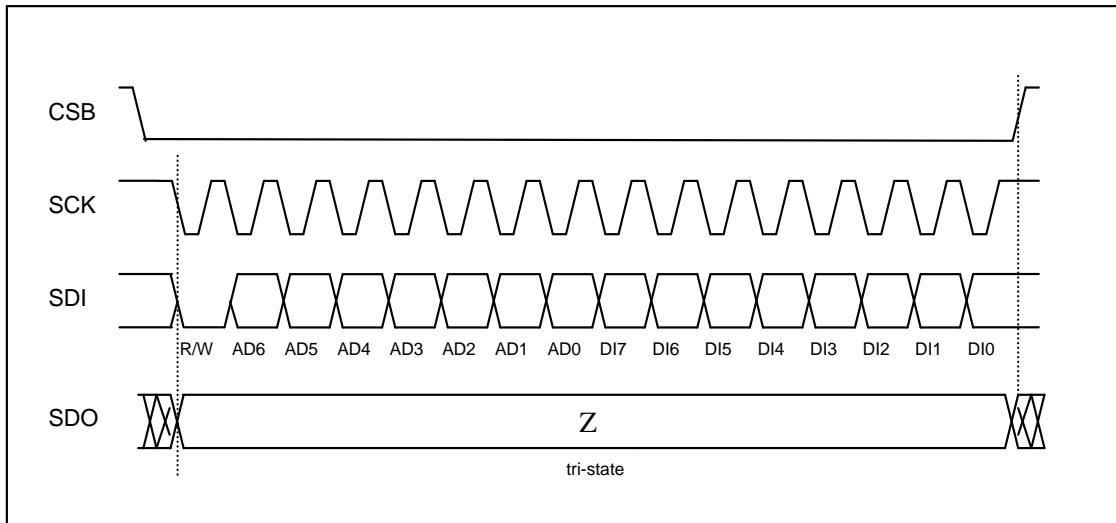 CSB
SCK
SDI
R/W AD6 AD5 AD4 AD3 AD2 AD1 AD0 DI7 DI6 DI5 DI4 DI3 DI2 DI1 DI0
SDO
Z
tri-state